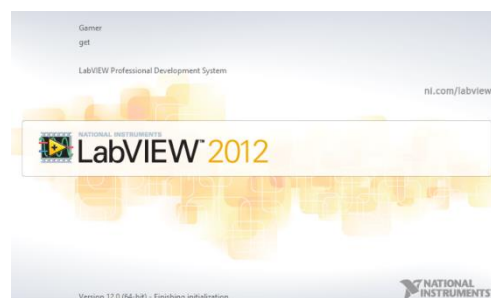 Gamer
get
LabVIEW Professional Development System
ni.com/labview
NATIONAL INSTRUMENTS
LabVIEW™ 2012
Version 12.0 (64-bit) - Finishing initialization.
NATIONAL
INSTRUMENTS